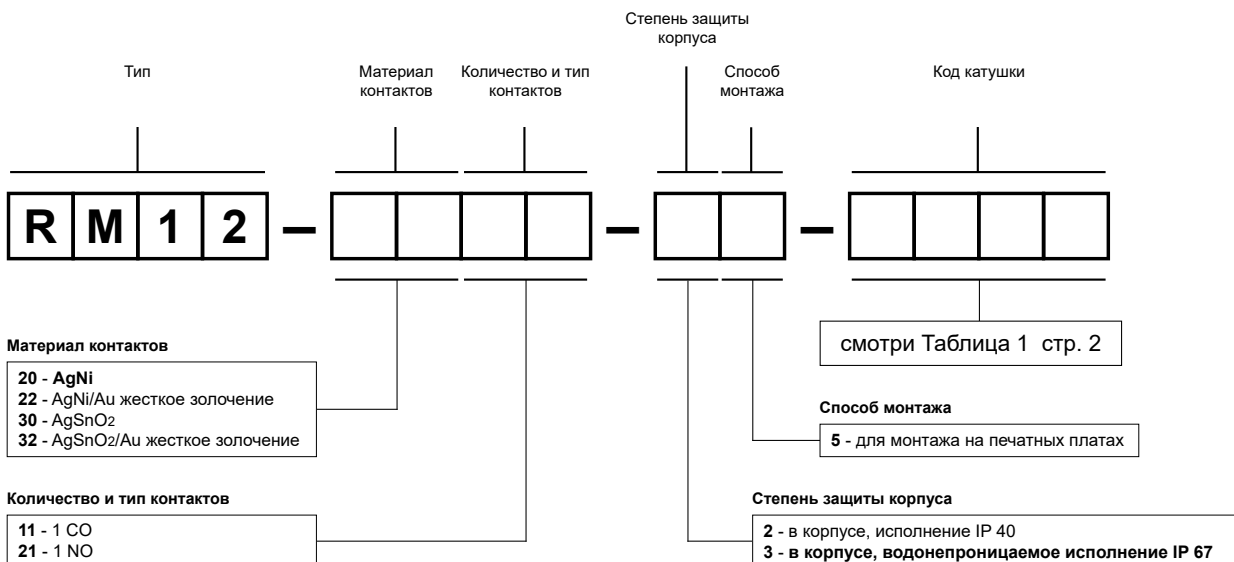 Степень защиты
корпуса
Тип
Материал
контактов
Количество и тип
контактов
Способ
монтажа
Код катушки
RM12 – – –
Материал контактов
20 - AgNi
22 - AgNi/Au жесткое золочение
30 - AgSnO2
32 - AgSnO2/Au жесткое золочение
смотри Таблица 1 стр. 2
Способ монтажа
5 - для монтажа на печатных платах
Количество и тип контактов
11 - 1 CO
21 - 1 NO
Степень защиты корпуса
2 - в корпусе, исполнение IP 40
3 - в корпусе, водонепроницаемое исполнение IP 67